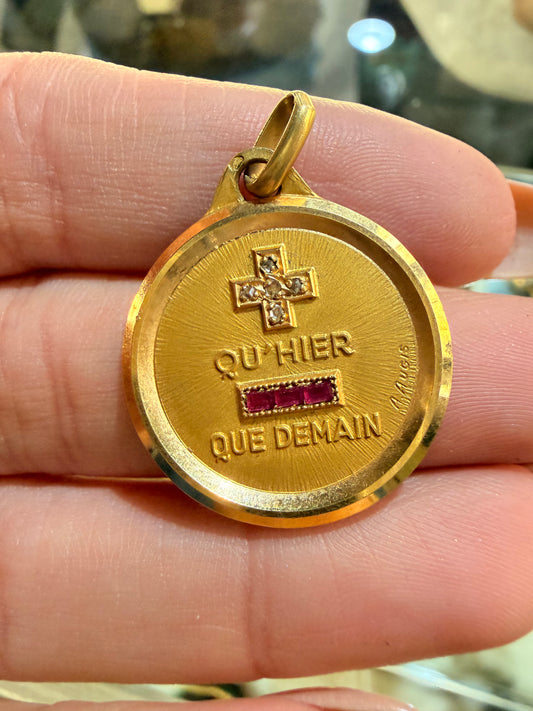 +
QU'HIER
-
QUE DEMAIN
A. AUGIS